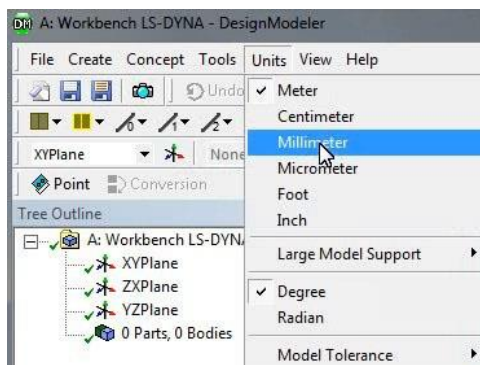 DM A: Workbench LS-DYNA - DesignModeler
File Create Concept Tools Units View Help
Undo
XYPlane None
Point Conversion
Tree Outline
A: Workbench LS-DYNA
XYPlane
ZXPlane
YZPlane
0 Parts, 0 Bodies
Meter
Centimeter
Millimeter
Micrometer
Foot
Inch
Large Model Support
Degree
Radian
Model Tolerance